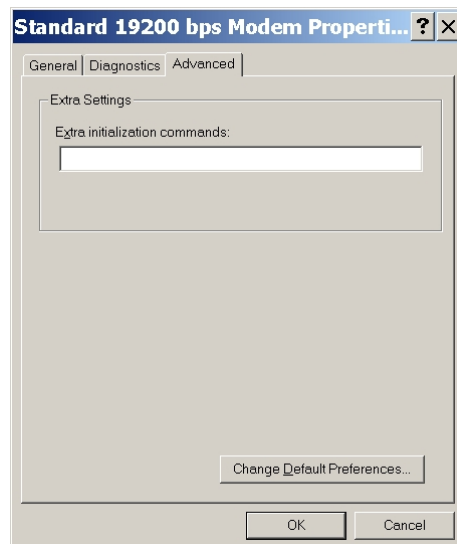 Standard 19200 bps Modem Properti... ? ×
General Diagnostics Advanced
Extra Settings
Extra initialization commands:
Change Default Preferences...
OK Cancel